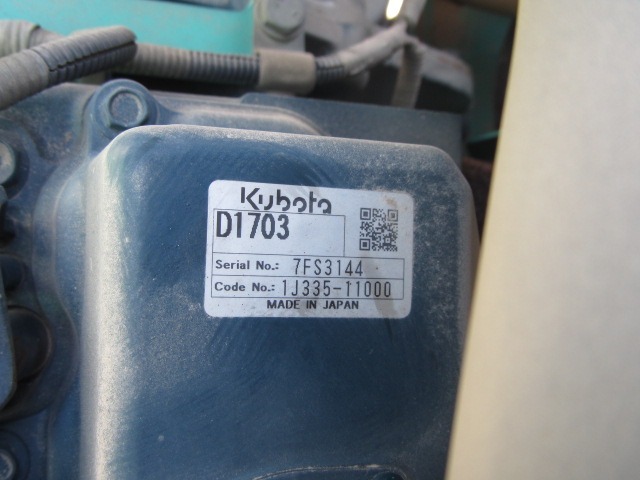 Kubota
D1703
Serial No.: 7FS3144
Code No.: 1J335-11000
MADE IN JAPAN